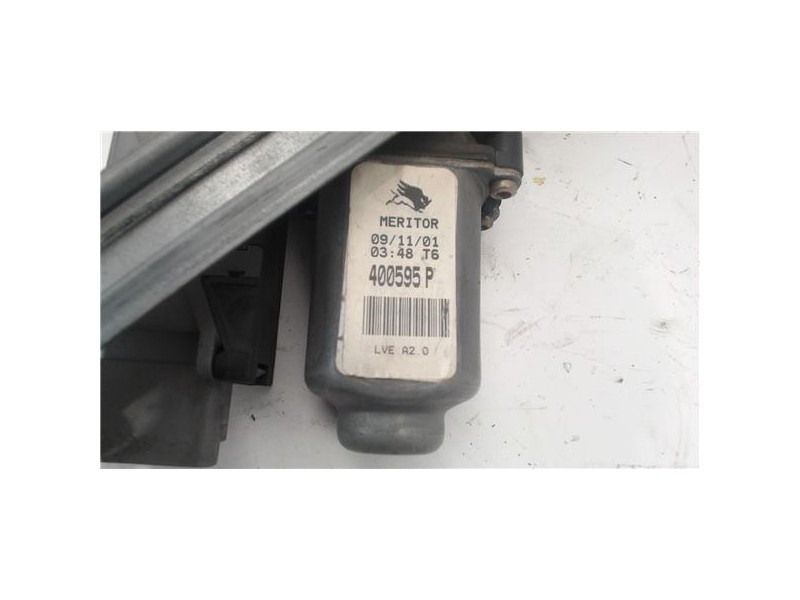 MERITOR
09/11/01
03:48 T6
400595 P
LVE A2.0